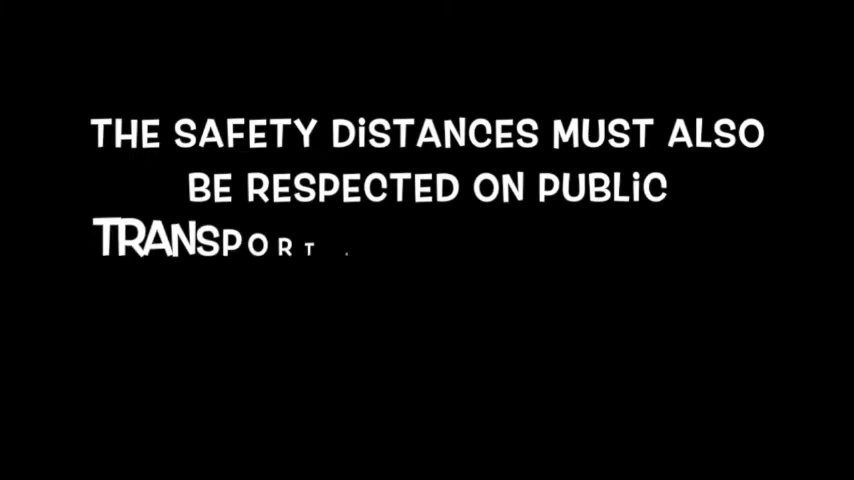 THE SAFETY DiSTANCES MUST ALSO
BE RESPECTED ON PUBLiC
TRANSPORT .